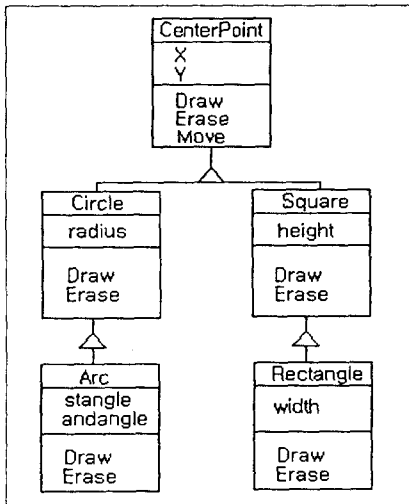 CenterPoint
X
Y
Draw
Erase
Move
Circle
radius
Draw
Erase
Square
height
Draw
Erase
Arc
stangle
andangle
Draw
Erase
Rectangle
width
Draw
Erase